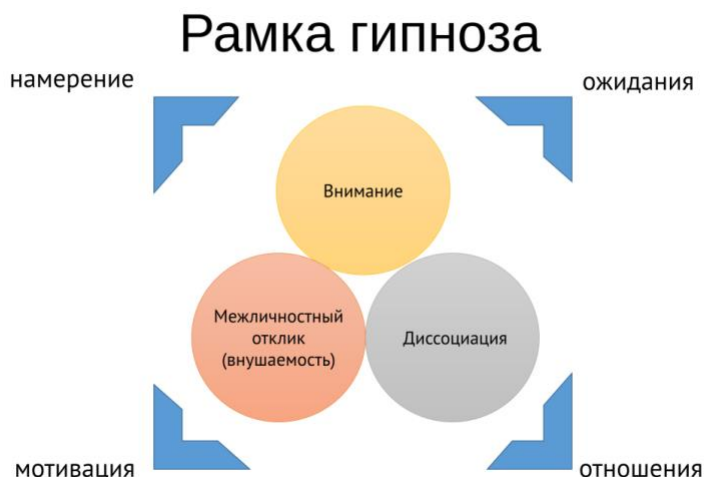 Рамка гипноза
намерение
ожидания
Внимание
Межличностный
отклик
(внушаемость)
Диссоциация
мотивация
отношения